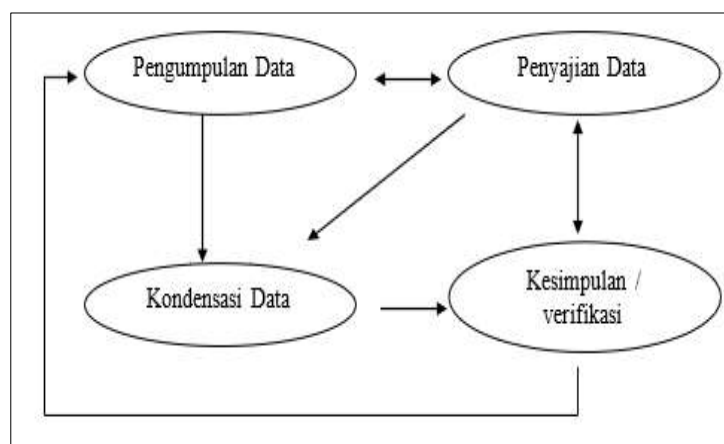 Pengumpulan Data
Penyajian Data
Kondensasi Data
Kesimpulan /
verifikasi